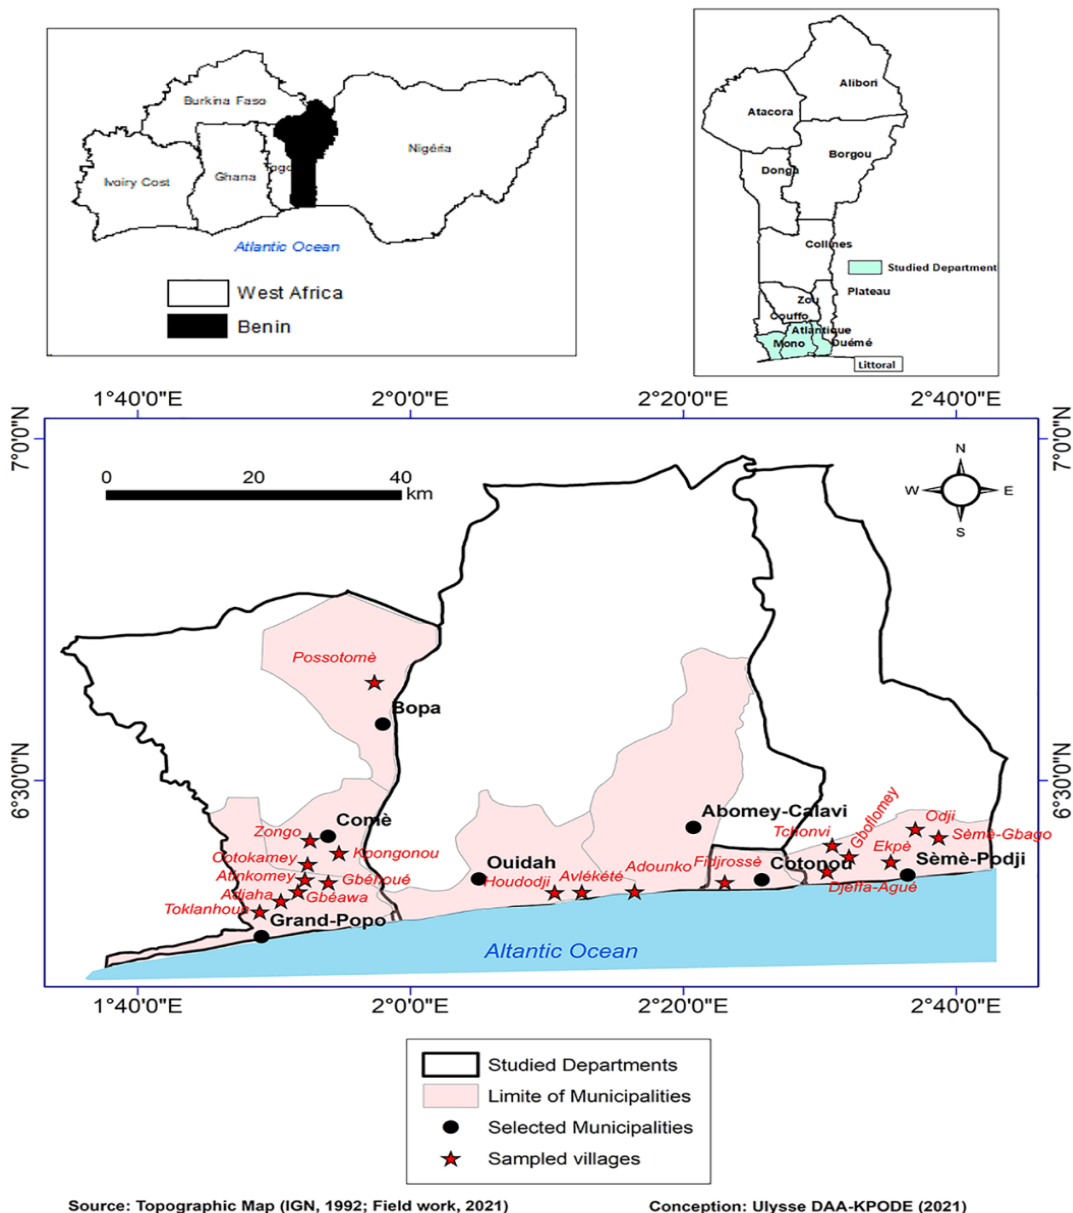 Burkina Faso
Ivoiry Cost
Ghana
Togo
Nigéria
Atlantic Ocean
West Africa
Benin
Alibori
Atacora
Borgou
Donga
Collines
Studied Department
Plateau
Zou
Couffo
Atlantique
Mono
Ouémé
Littoral
1°40'0"E
2°0'0"E
2°20'0"E
2°40'0"E
7°0'0"N
7°0'0"N
0
20
40
km
N
W
E
S
Possotomè
Bopa
6°30'0"N
6°30'0"N
Abomey-Calavi
Comè
Zongo
Koongonou
Cotokamey
Atinkomey
Gbéhoué
Adjaha
Gbéawa
Toklanhoun
Grand-Popo
Ouidah
Houdodji
Avlékété
Adounko
Fidjrossè
Cotonou
Tchonvi
Gboflomey
Odji
Sèmè-Gbago
Ekpè
Sèmè-Podji
Djeffa-Agué
Altantic Ocean
1°40'0"E
2°0'0"E
2°20'0"E
2°40'0"E
Studied Departments
Limite of Municipalities
Selected Municipalities
Sampled villages
Source: Topographic Map (IGN, 1992; Field work, 2021)
Conception: Ulysse DAA-KPODE (2021)